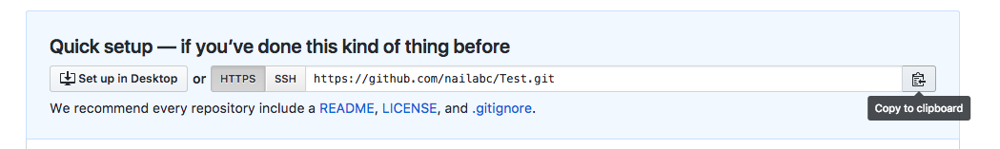 Quick setup — if you’ve done this kind of thing before
Set up in Desktop or HTTPS SSH https://github.com/nailabc/Test.git
Copy to clipboard
We recommend every repository include a README, LICENSE, and .gitignore.